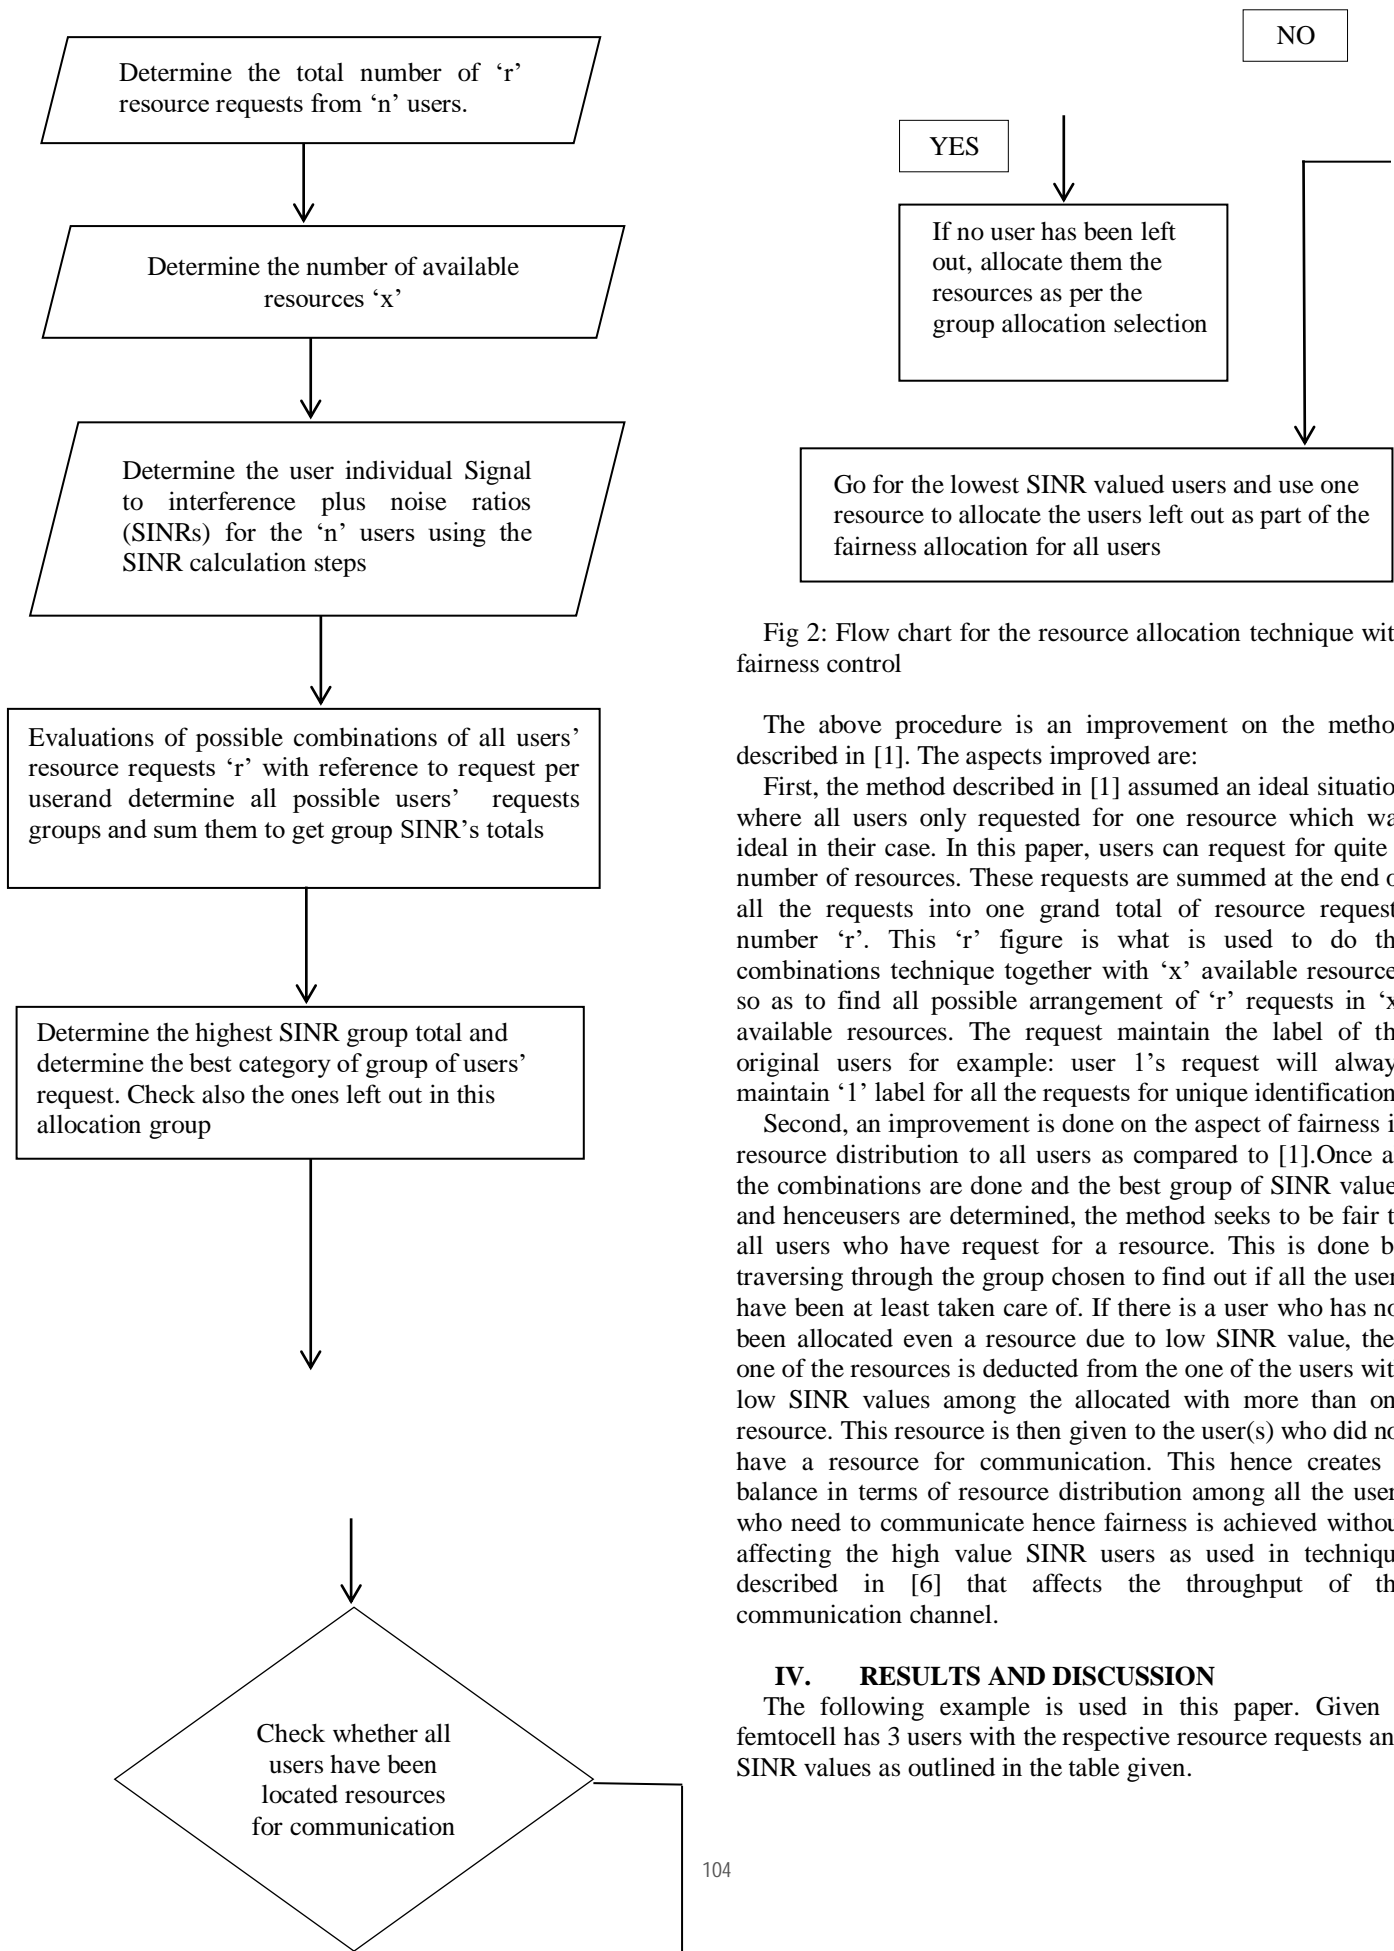 Determine the total number of ‘r’
resource requests from ‘n’ users.
Determine the number of available
resources ‘x’
Determine the user individual Signal
to interference plus noise ratios
(SINRs) for the ‘n’ users using the
SINR calculation steps
Evaluations of possible combinations of all users’
resource requests ‘r’ with reference to request per
userand determine all possible users’ requests
groups and sum them to get group SINR’s totals
Determine the highest SINR group total and
determine the best category of group of users’
request. Check also the ones left out in this
allocation group
Check whether all
users have been
located resources
for communication
NO
YES
If no user has been left
out, allocate them the
resources as per the
group allocation selection
Go for the lowest SINR valued users and use one
resource to allocate the users left out as part of the
fairness allocation for all users
Fig 2: Flow chart for the resource allocation technique wit
fairness control
The above procedure is an improvement on the metho
described in [1]. The aspects improved are:
First, the method described in [1] assumed an ideal situatio
where all users only requested for one resource which wa
ideal in their case. In this paper, users can request for quite
number of resources. These requests are summed at the end o
all the requests into one grand total of resource request
number ‘r’. This ‘r’ figure is what is used to do th
combinations technique together with ‘x’ available resource
so as to find all possible arrangement of ‘r’ requests in ‘x
available resources. The request maintain the label of th
original users for example: user 1’s request will alway
maintain ‘1’ label for all the requests for unique identification
Second, an improvement is done on the aspect of fairness i
resource distribution to all users as compared to [1].Once a
the combinations are done and the best group of SINR value
and henceusers are determined, the method seeks to be fair t
all users who have request for a resource. This is done b
traversing through the group chosen to find out if all the user
have been at least taken care of. If there is a user who has no
been allocated even a resource due to low SINR value, the
one of the resources is deducted from the one of the users wit
low SINR values among the allocated with more than on
resource. This resource is then given to the user(s) who did no
have a resource for communication. This hence creates
balance in terms of resource distribution among all the user
who need to communicate hence fairness is achieved withou
affecting the high value SINR users as used in techniqu
described in [6] that affects the throughput of th
communication channel.
IV. RESULTS AND DISCUSSION
The following example is used in this paper. Given
femtocell has 3 users with the respective resource requests an
SINR values as outlined in the table given.
104